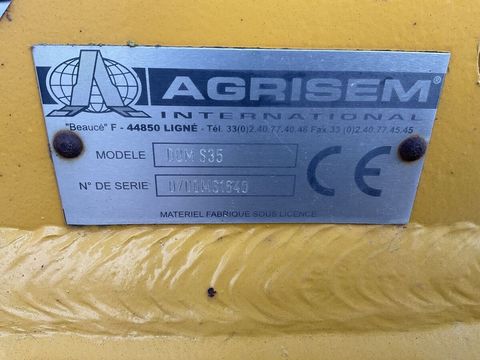 AGRISEM®
INTERNATIONAL
"Beaucé" F - 44850 LIGNÉ - Tél. 33(0)2.40.77.40.46 Fax.33 (0)2.40.77.45.45
MODELE
N° DE SERIE
CE
MATERIEL FABRIQUE SOUS LICENCE
S35